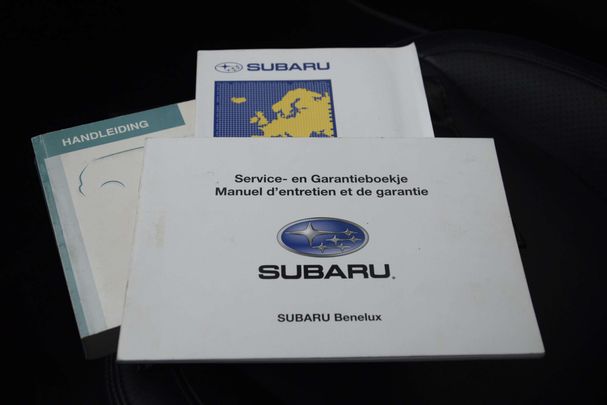 SUBARU
HANDLEIDING
Service- en Garantieboekje
Manuel d'entretien et de garantie
SUBARU®
SUBARU Benelux